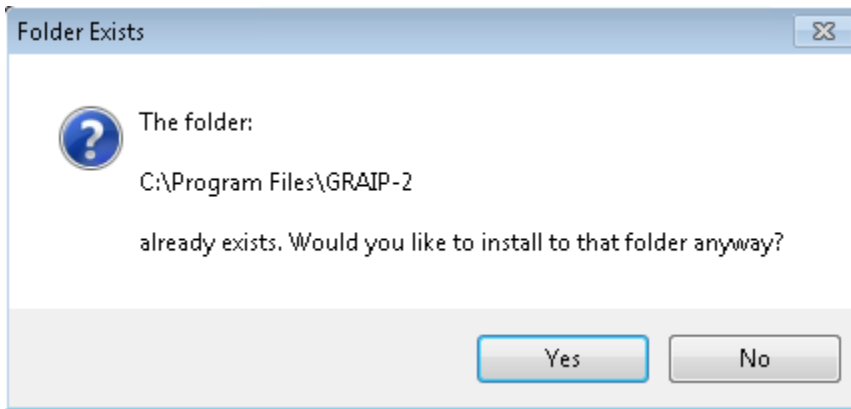 Folder Exists
The folder:
C:\Program Files\GRAIP-2
already exists. Would you like to install to that folder anyway?
Yes
No